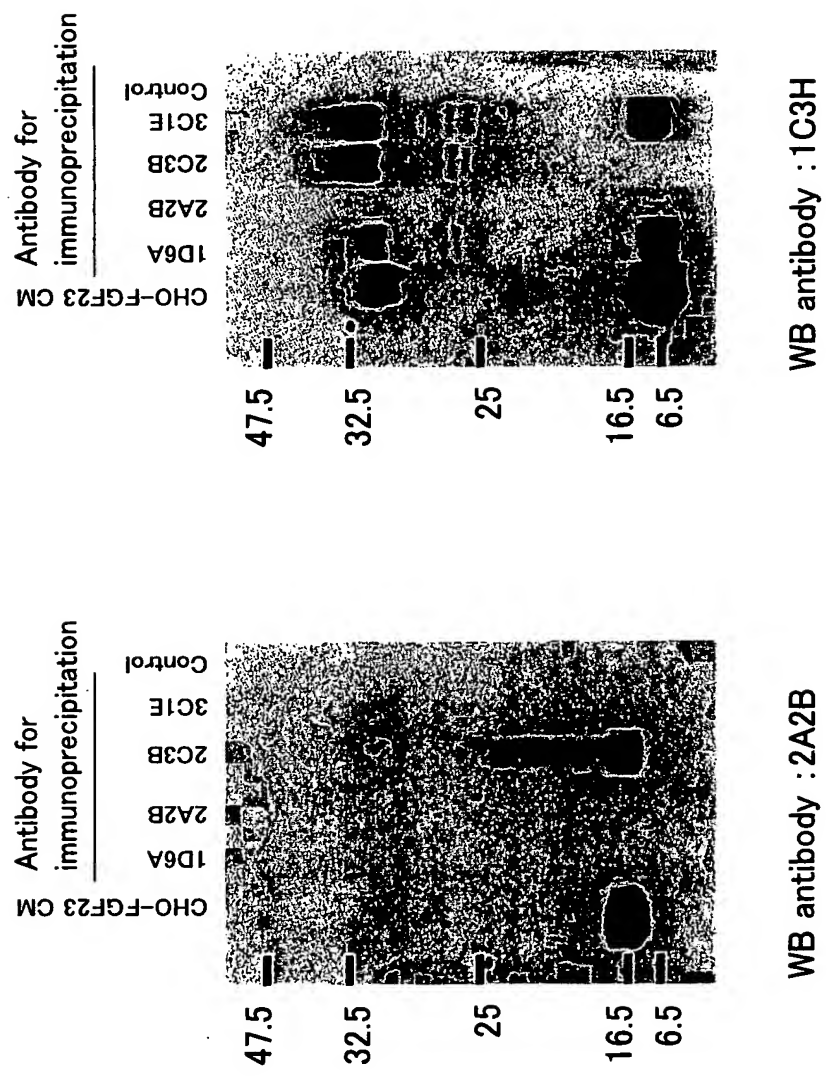 Antibody for
immunoprecipitation
CHO-FGF23 CM
1D6A
2A2B
2C3B
3C1E
Control
47.5
32.5
25
16.5
6.5
WB antibody :2A2B
Antibody for
immunoprecipitation
CHO-FGF23 CM
1D6A
2A2B
2C3B
3C1E
Control
47.5
32.5
25
16.5
6.5
WB antibody :1C3H